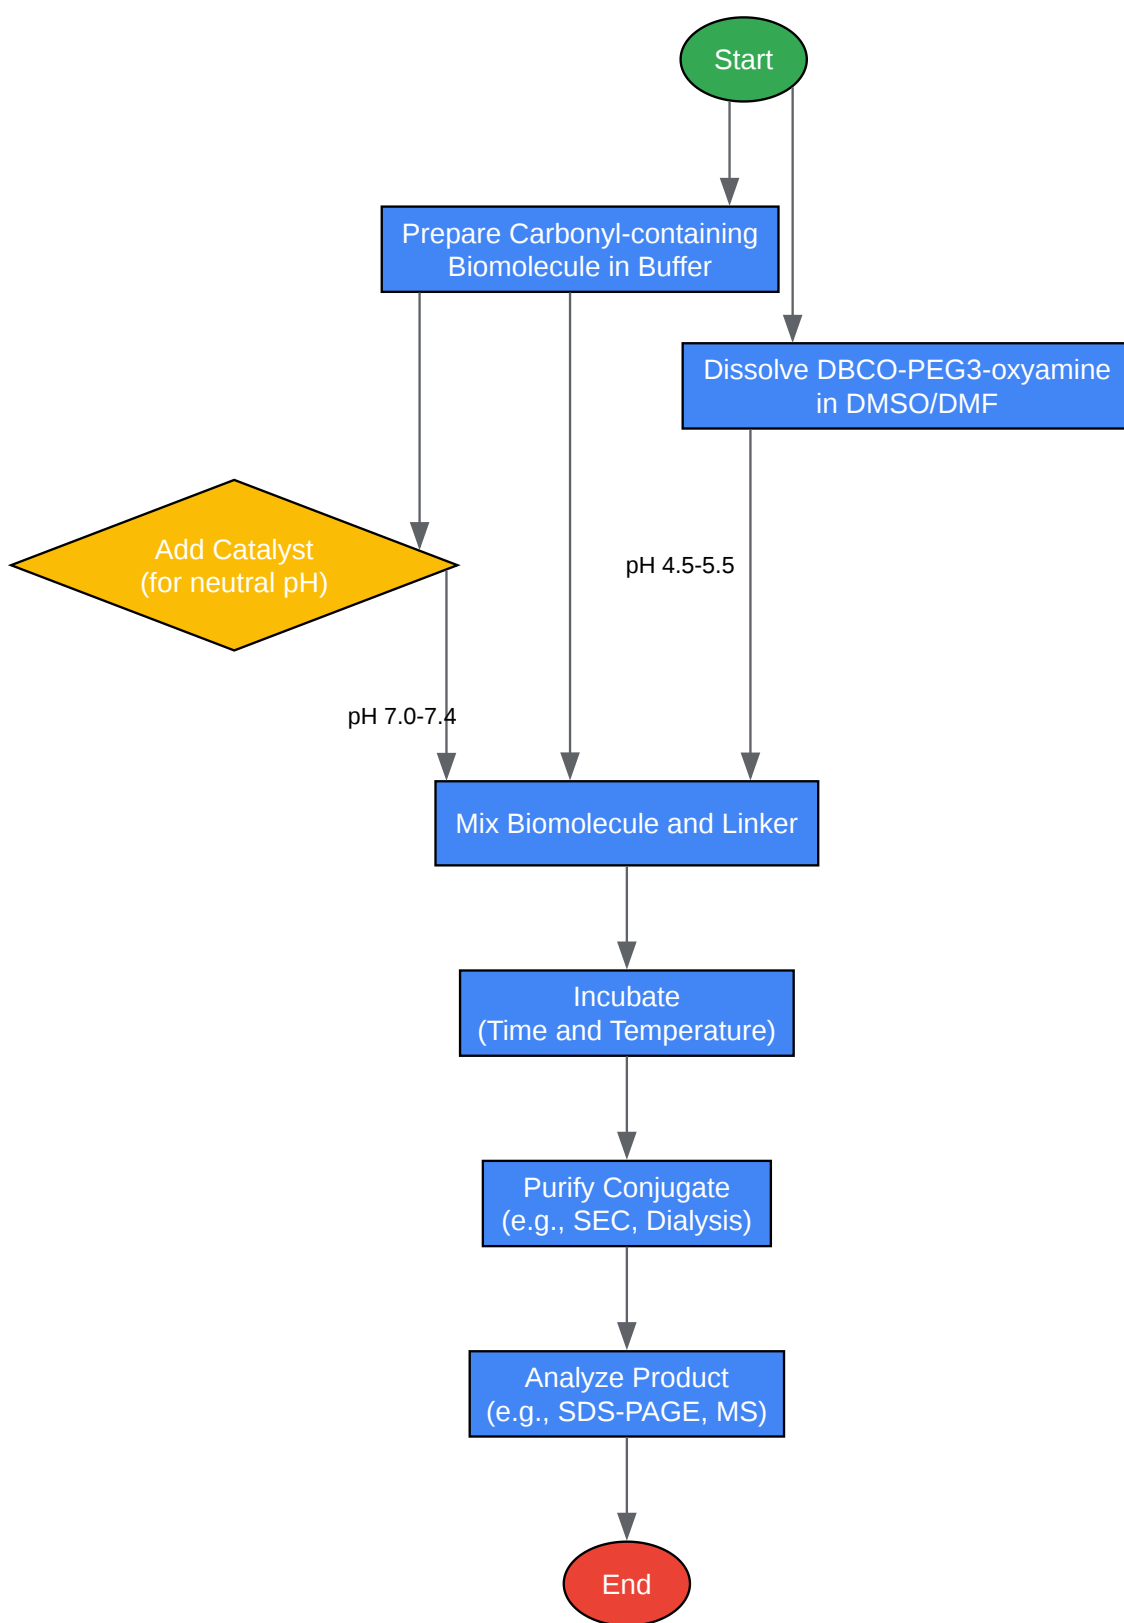 Start
Prepare Carbonyl-containing
Biomolecule in Buffer
Dissolve DBCO-PEG3-oxyamine
in DMSO/DMF
Add Catalyst
(for neutral pH)
pH 4.5-5.5
pH 7.0-7.4
Mix Biomolecule and Linker
Incubate
(Time and Temperature)
Purify Conjugate
(e.g., SEC, Dialysis)
Analyze Product
(e.g., SDS-PAGE, MS)
End